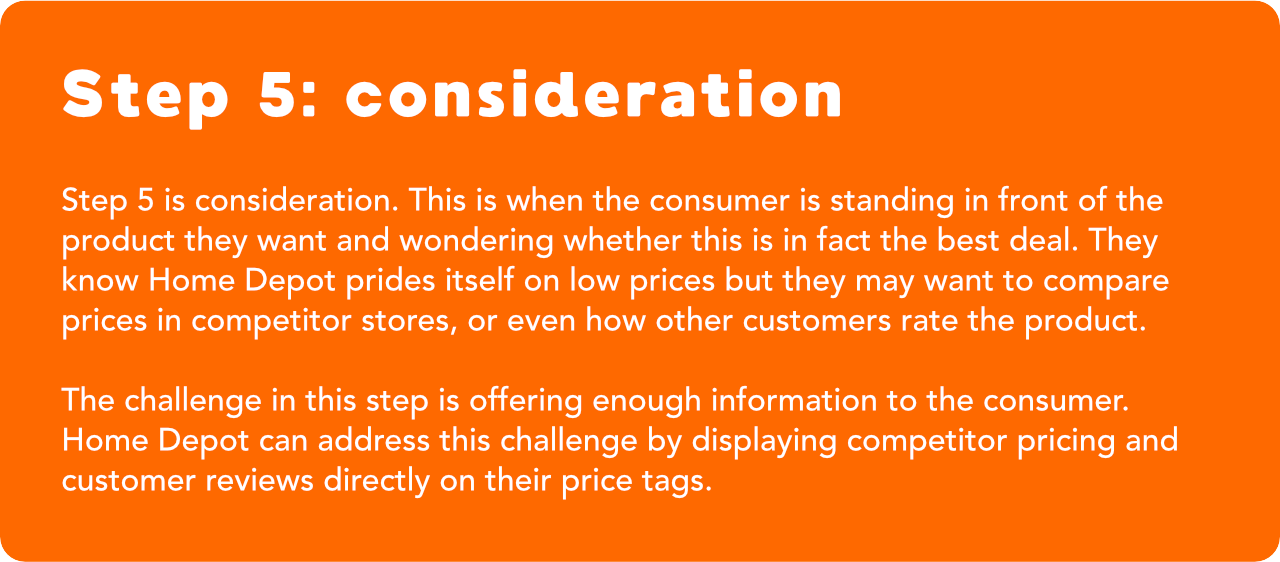 Step 5: consideration
Step 5 is consideration. This is when the consumer is standing in front of the
product they want and wondering whether this is in fact the best deal. They
know Home Depot prides itself on low prices but they may want to compare
prices in competitor stores, or even how other customers rate the product.
The challenge in this step is offering enough information to the consumer.
Home Depot can address this challenge by displaying competitor pricing and
customer reviews directly on their price tags.